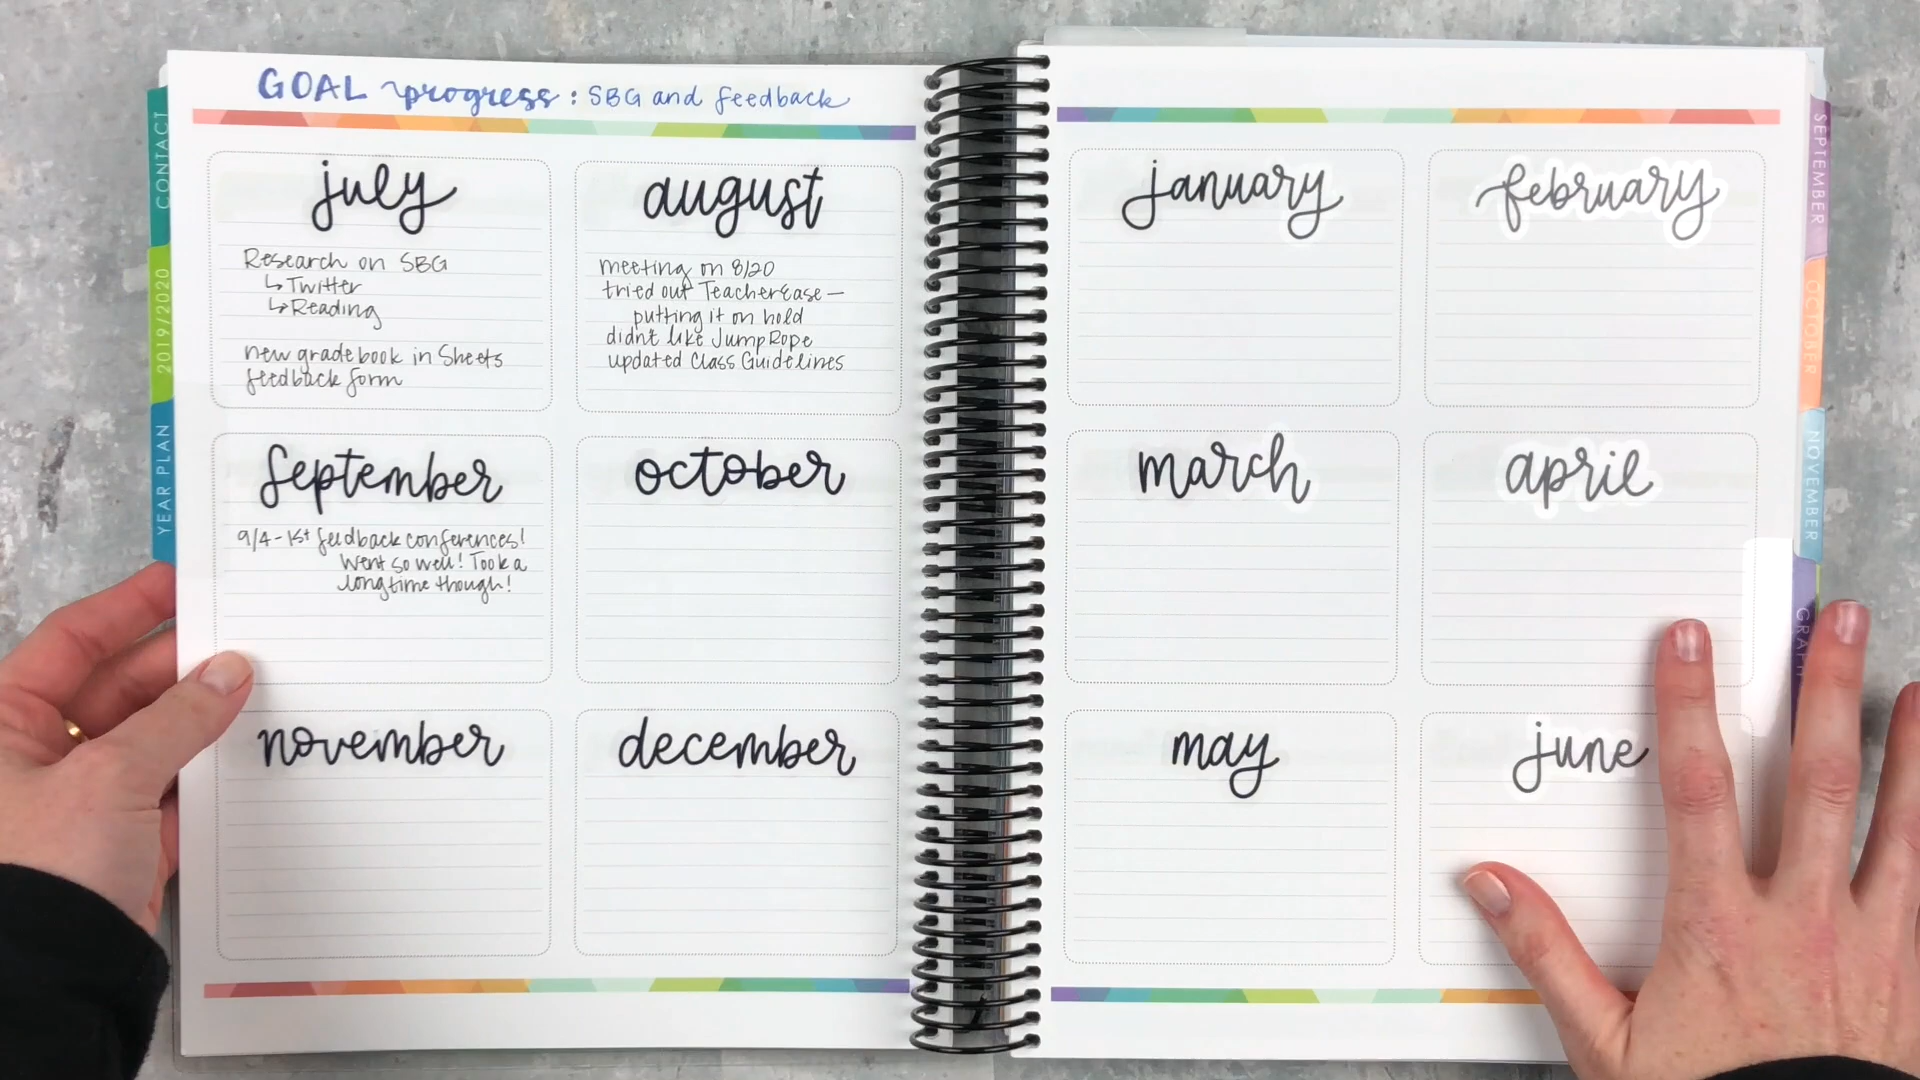 GOAL progress: SBG and feedback
july
Research on SBG
↳Twitter
↳Reading
new gradebook in Sheets
feedback form
august
meeting on 8/20
tried out TeacherEase—
putting it on hold
didn't like JumpRope
updated Class Guidelines
september
9/4-1st feedback conferences!
Went so well! Took a
long time though!
october
november
december
january
february
march
april
may
june
CONTACT
2019/2020
YEAR PLAN
SEPTEMBER
OCTOBER
NOVEMBER